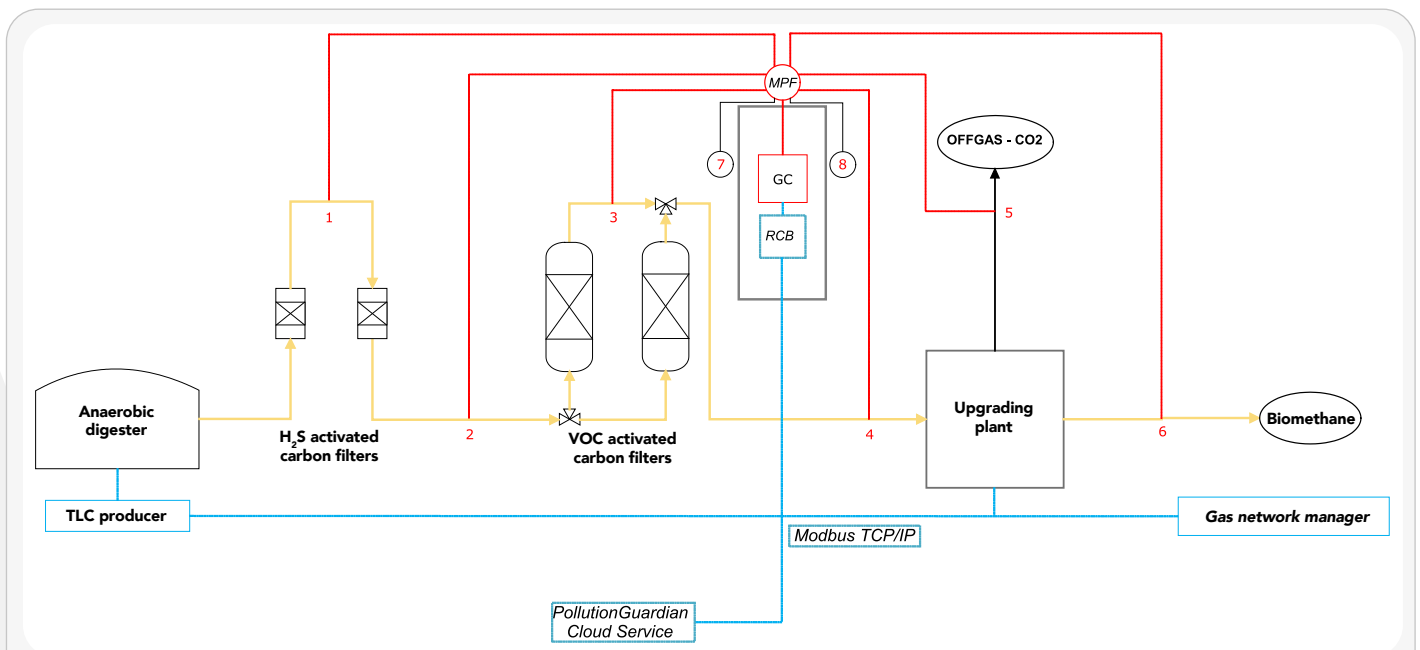 MPF
OFFGAS - CO2
7
8
GC
1
3
5
RCB
Anaerobic
digester
H₂S activated
carbon filters
2
VOC activated
carbon filters
4
Upgrading
plant
6
Biomethane
TLC producer
Gas network manager
Modbus TCP/IP
PollutionGuardian
Cloud Service